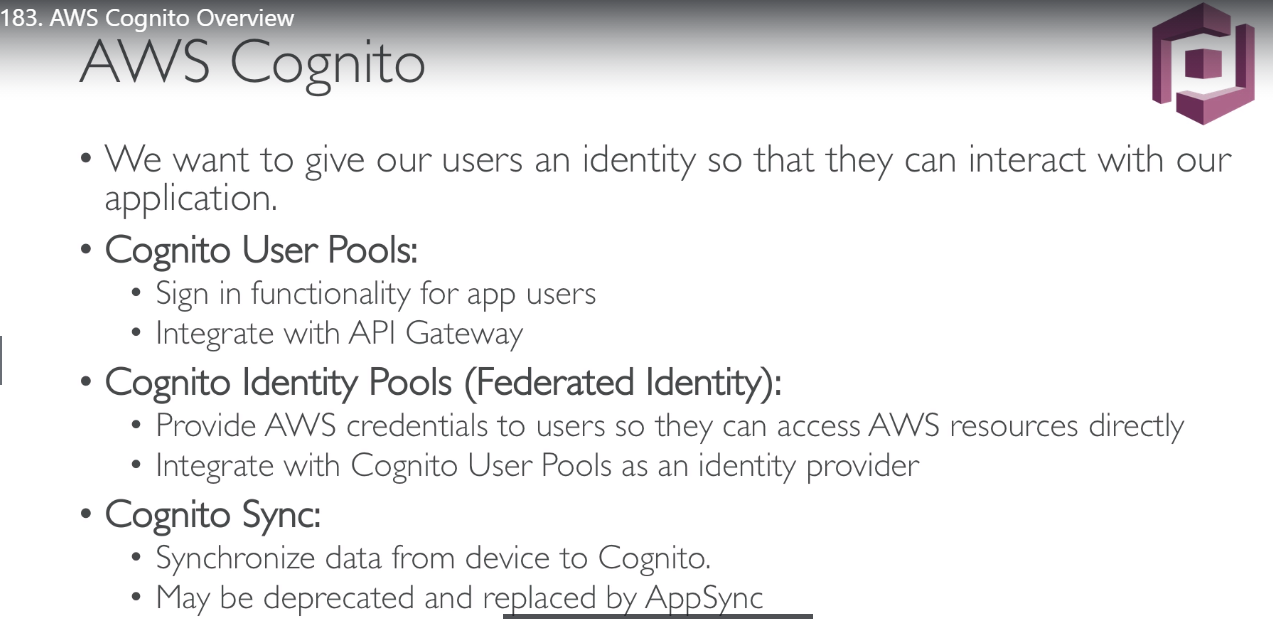 183. AWS Cognito Overview
AWS Cognito
• We want to give our users an identity so that they can interact with our
application.
• Cognito User Pools:
• Sign in functionality for app users
• Integrate with API Gateway
• Cognito Identity Pools (Federated Identity):
• Provide AWS credentials to users so they can access AWS resources directly
• Integrate with Cognito User Pools as an identity provider
• Cognito Sync:
• Synchronize data from device to Cognito.
• May be deprecated and replaced by AppSync